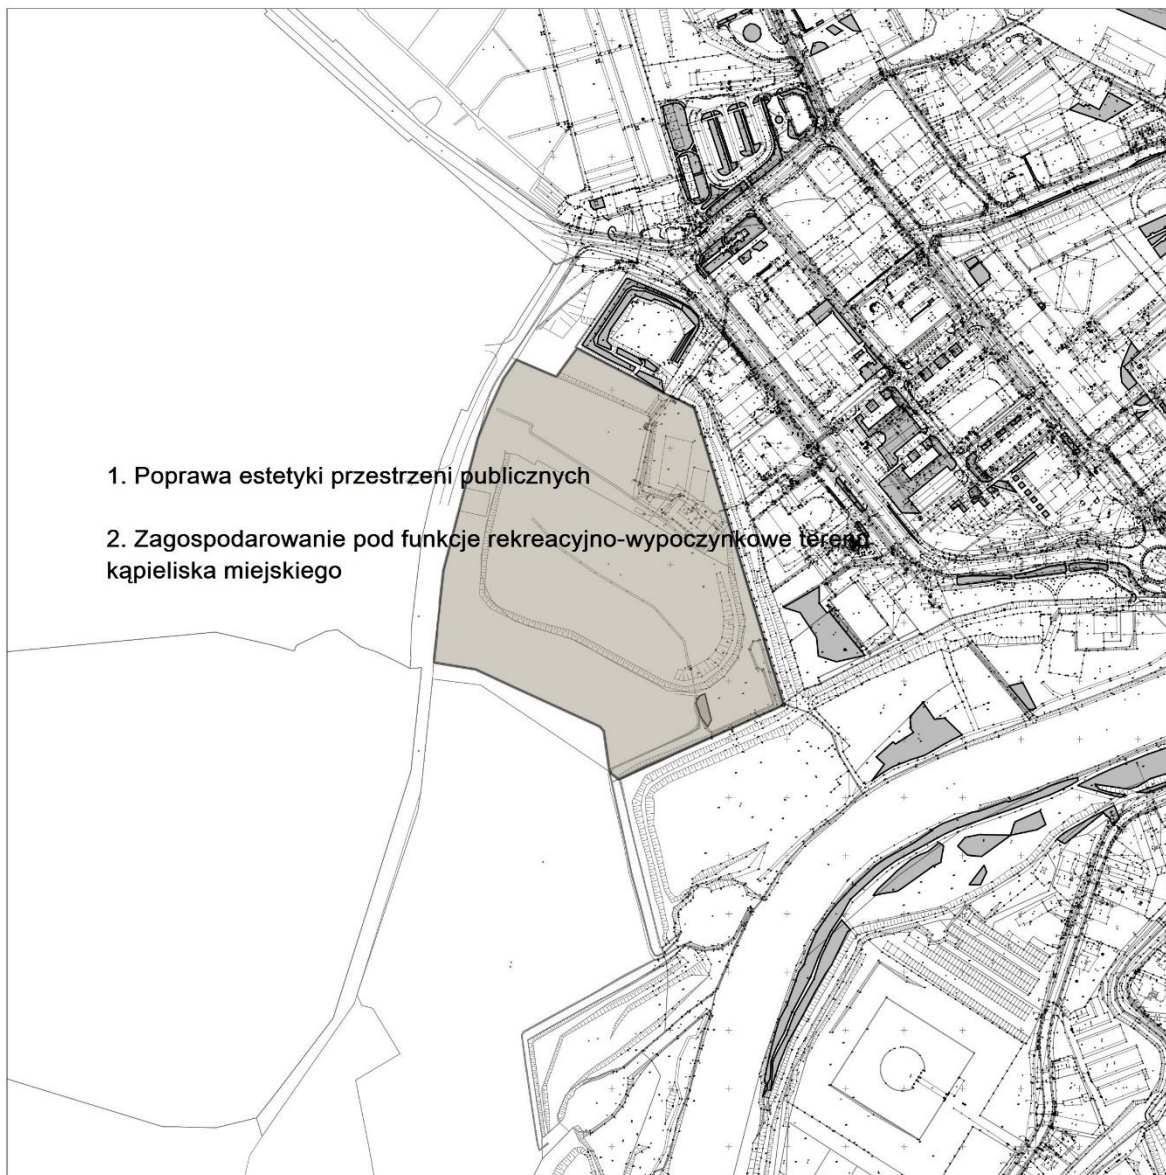 1. Poprawa estetyki przestrzeni publicznych
2. Zagospodarowanie pod funkcje rekreacyjno-wypoczynkowe terenu
kąpieliska miejskiego